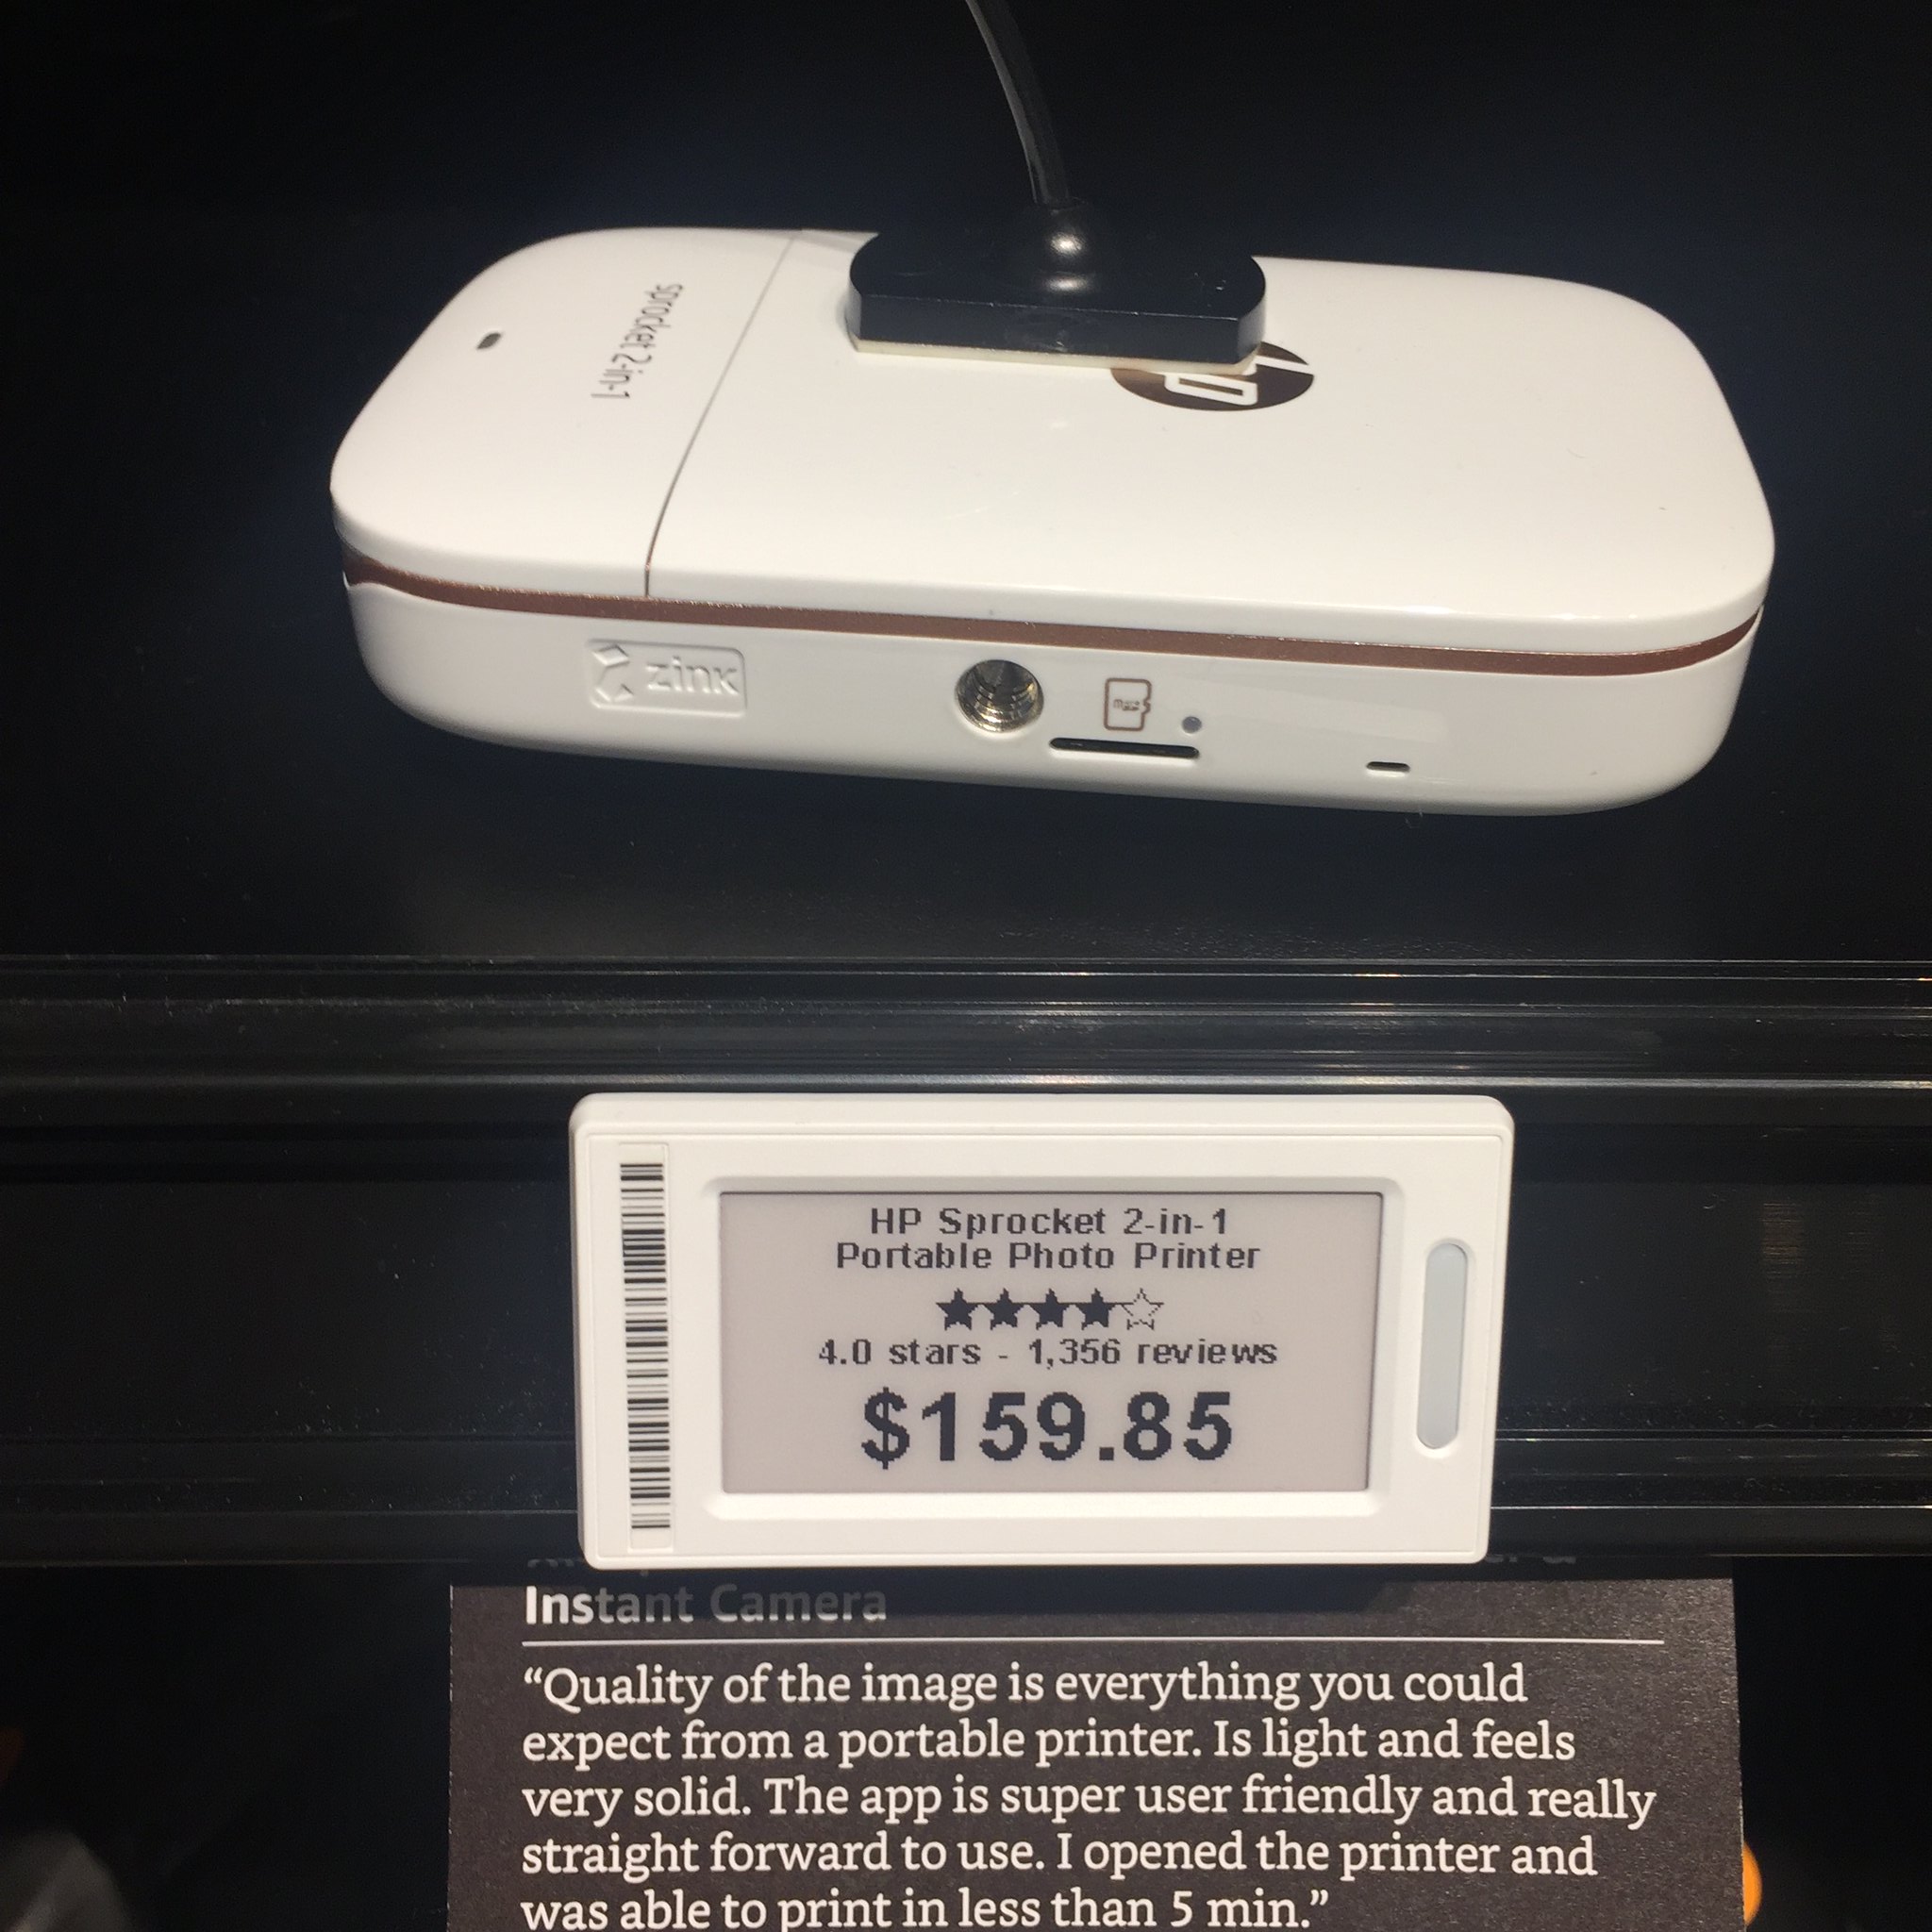 sprocket 2-in-1
hp
zink
micro
HP Sprocket 2-in-1
Portable Photo Printer
4.0 stars - 1,356 reviews
$159.85
Instant Camera
“Quality of the image is everything you could
expect from a portable printer. Is light and feels
very solid. The app is super user friendly and really
straight forward to use. I opened the printer and
was able to print in less than 5 min.”